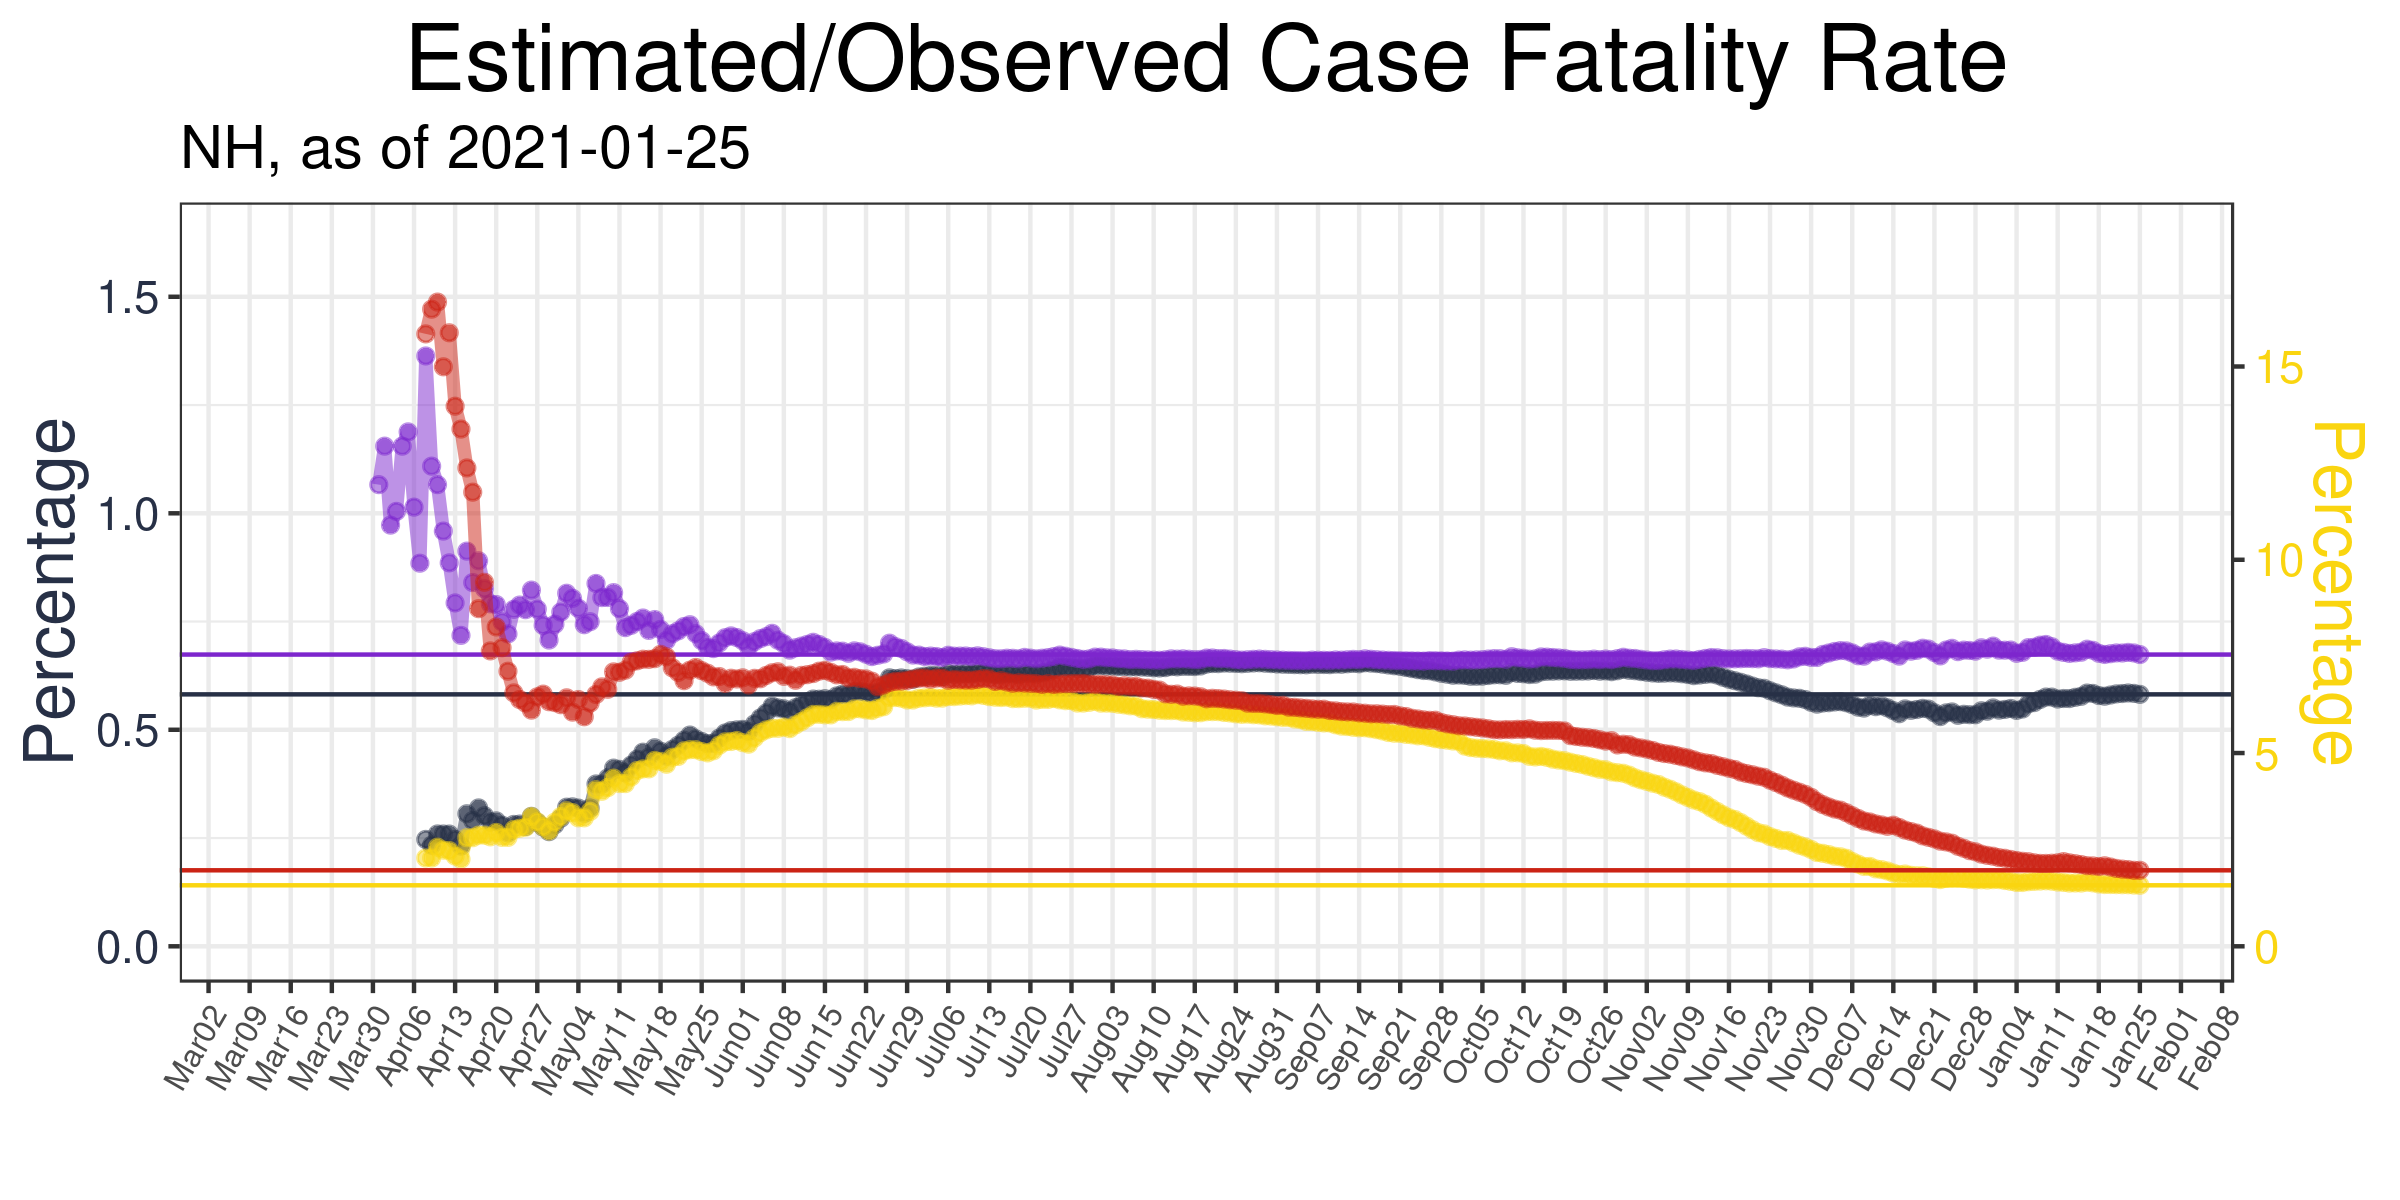 Estimated/Observed Case Fatality Rate
NH, as of 2021-01-25
Percentage
1.5
1.0
0.5
0.0
15
10
5
0
Percentage
Mar02
Mar09
Mar16
Mar23
Mar30
Apr06
Apr13
Apr20
Apr27
May04
May11
May18
May25
Jun01
Jun08
Jun15
Jun22
Jun29
Jul06
Jul13
Jul20
Jul27
Aug03
Aug10
Aug17
Aug24
Aug31
Sep07
Sep14
Sep21
Sep28
Oct05
Oct12
Oct19
Oct26
Nov02
Nov09
Nov16
Nov23
Nov30
Dec07
Dec14
Dec21
Dec28
Jan04
Jan11
Jan18
Jan25
Feb01
Feb08